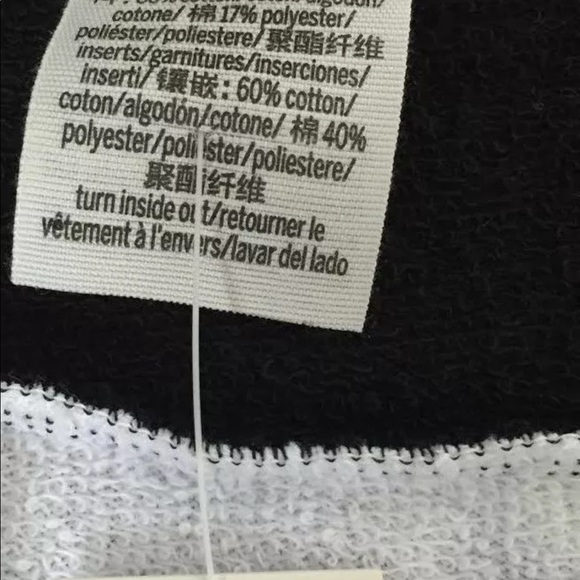 cotone/ 棉 17% polyester/
poliéster/poliestere/聚酯纤维
inserts/garnitures/inserciones/
inserti/ 镶嵌: 60% cotton/
coton/algodón/cotone/ 棉 40%
polyester/poliéster/poliestere/
聚酯纤维
turn inside out/retourner le
vêtement à l'envers/lavar del lado